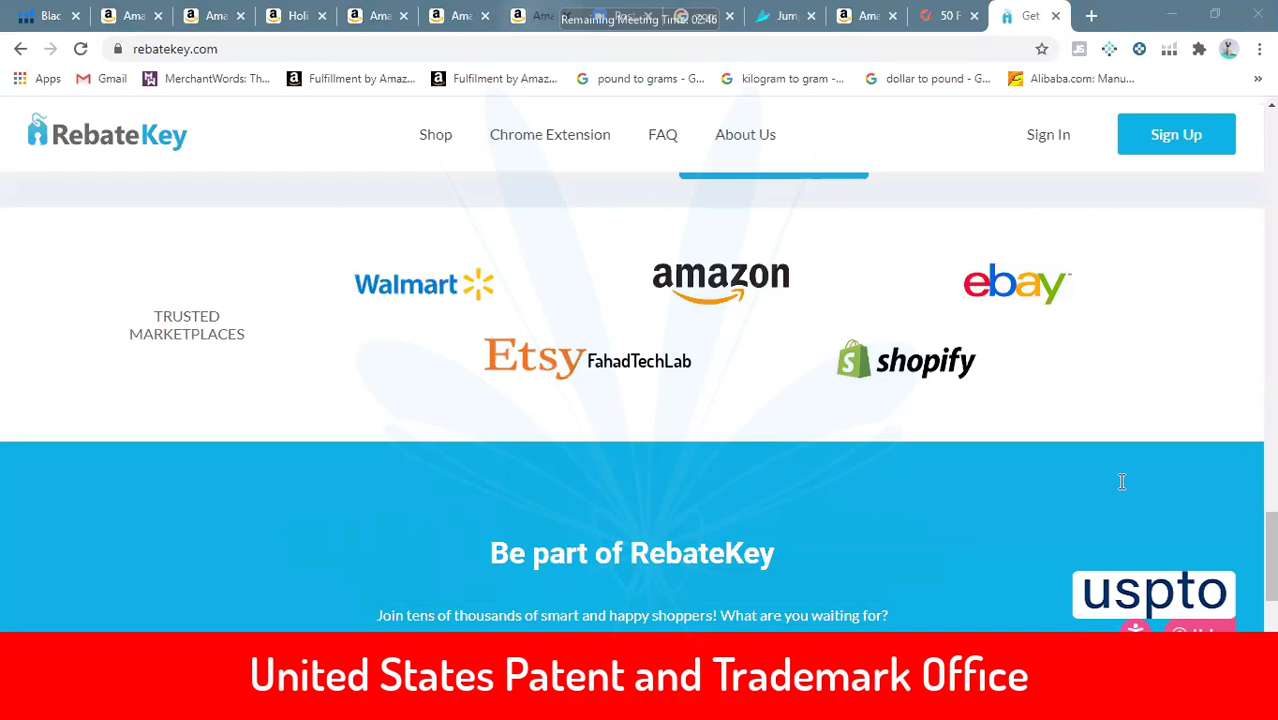 Blac
Ama
Ama
Holi
Ama
Ama
Ama
Remaining Meeting Time: 02:46
Jum
Ama
50 F
Get
rebatekey.com
Apps
Gmail
MerchantWords: Th...
Fulfillment by Amaz...
Fulfilment by Amaz...
pound to grams - G...
kilogram to gram -...
dollar to pound - G...
Alibaba.com: Manu...
»
RebateKey
Shop
Chrome Extension
FAQ
About Us
Sign In
Sign Up
TRUSTED
MARKETPLACES
Walmart
amazon
ebay™
Etsy
FahadTechLab
shopify
Be part of RebateKey
Join tens of thousands of smart and happy shoppers! What are you waiting for?
uspto
United States Patent and Trademark Office